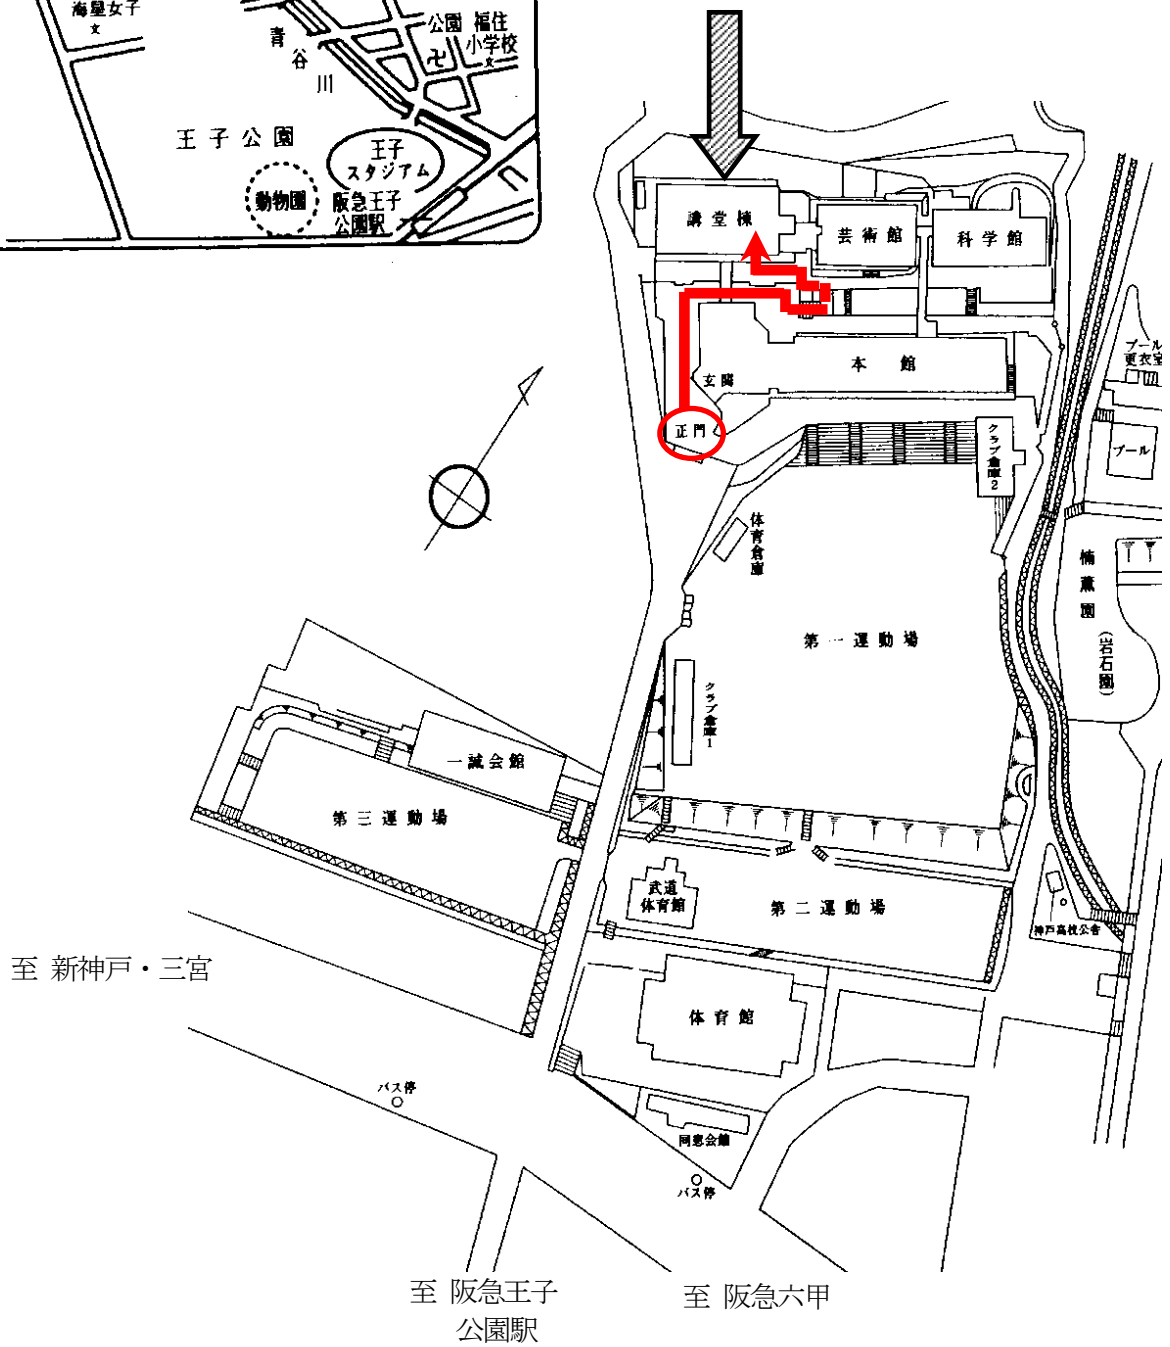 海星女子
文
青谷川
公園 福住
小学校
卍
文
王子公園
王子
スタジアム
動物園
阪急王子
公園駅
講堂棟
芸術館
科学館
本館
玄関
正門
プール
更衣室
プール
クラブ倉庫2
体育倉庫
楠薫園
(岩石園)
第一運動場
クラブ倉庫1
一誠会館
第三運動場
武道
体育館
第二運動場
神戸高校公舎
至 新神戸・三宮
体育館
バス停
同窓会館
バス停
至 阪急王子
公園駅
至 阪急六甲